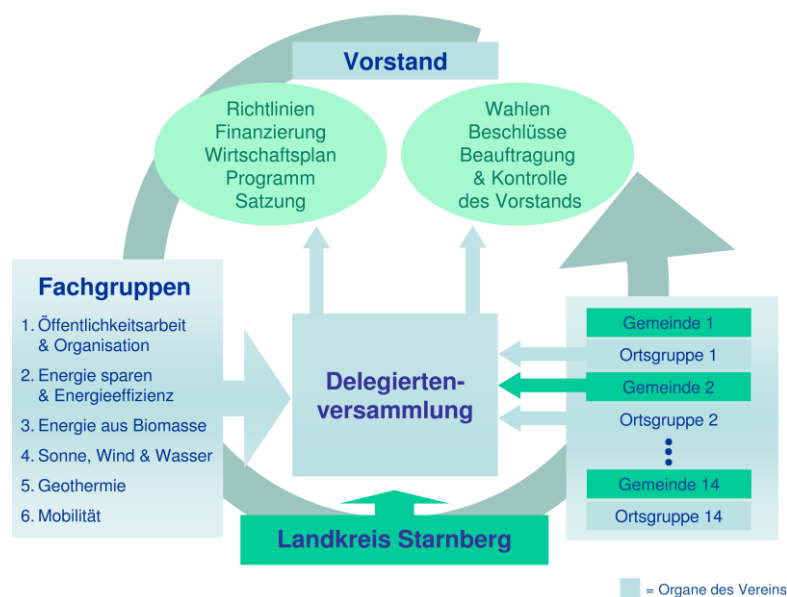 Vorstand
Richtlinien
Finanzierung
Wirtschaftsplan
Programm
Satzung
Wahlen
Beschlüsse
Beauftragung
& Kontrolle
des Vorstands
Fachgruppen
1. Öffentlichkeitsarbeit
& Organisation
2. Energie sparen
& Energieeffizienz
3. Energie aus Biomasse
4. Sonne, Wind & Wasser
5. Geothermie
6. Mobilität
Delegierten-
versammlung
Gemeinde 1
Ortsgruppe 1
Gemeinde 2
Ortsgruppe 2
Gemeinde 14
Ortsgruppe 14
Landkreis Starnberg
= Organe des Vereins